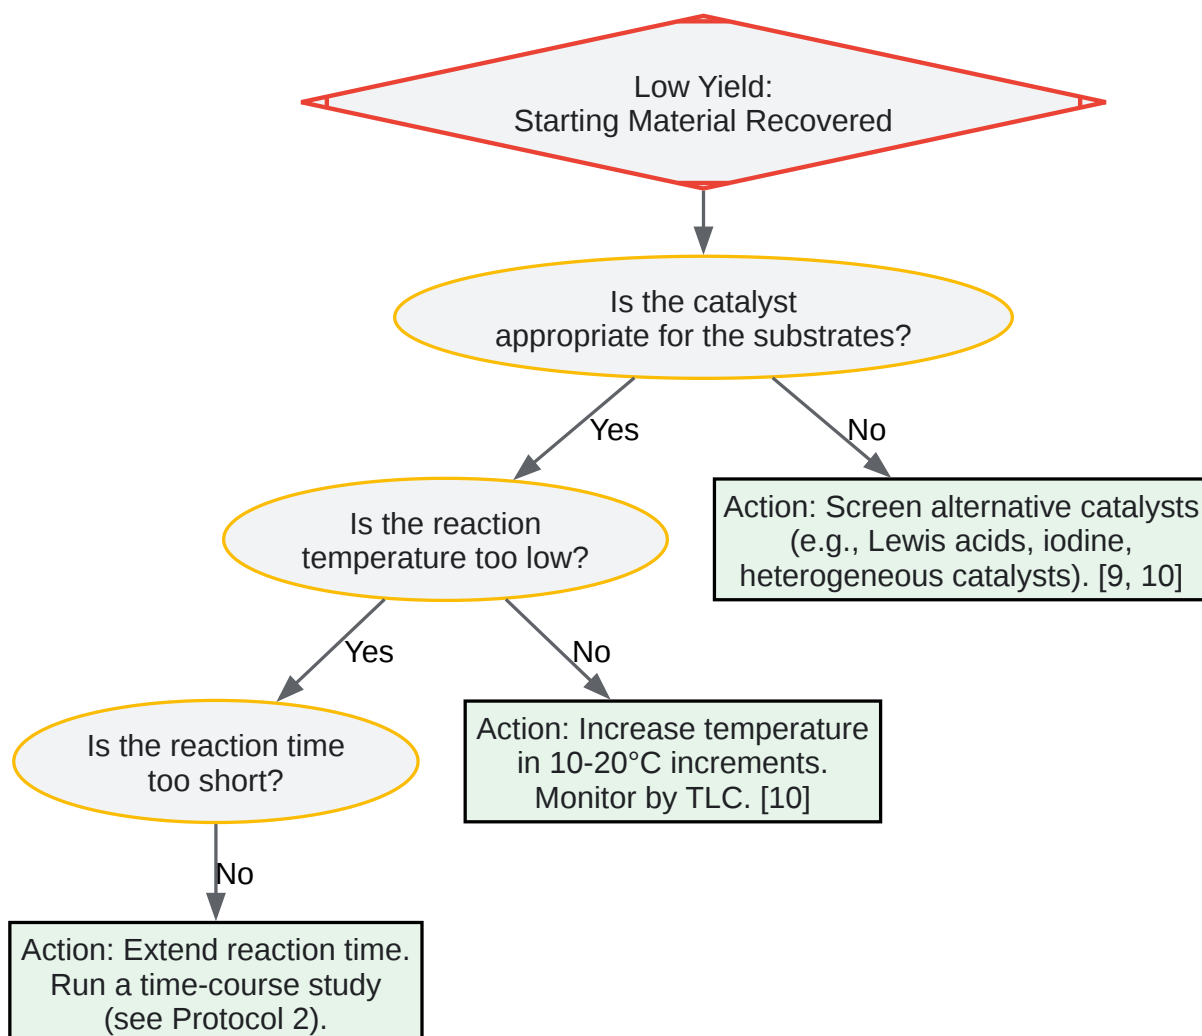 Low Yield:
Starting Material Recovered
Is the catalyst
appropriate for the substrates?
Yes
No
Is the reaction
temperature too low?
Action: Screen alternative catalysts
(e.g., Lewis acids, iodine,
heterogeneous catalysts). [9, 10]
Yes
No
Is the reaction time
too short?
Action: Increase temperature
in 10-20°C increments.
Monitor by TLC. [10]
No
Action: Extend reaction time.
Run a time-course study
(see Protocol 2).